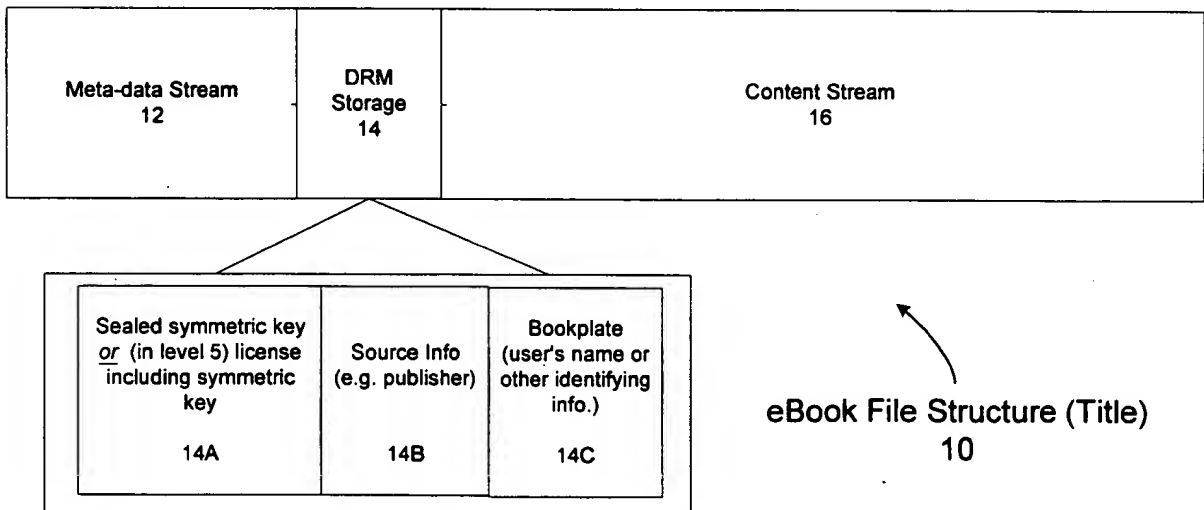 Meta-data Stream
12
DRM
Storage
14
Content Stream
16
Sealed symmetric key
or (in level 5) license
including symmetric
key
14A
Source Info
(e.g. publisher)
14B
Bookplate
(user's name or
other identifying
info.)
14C
eBook File Structure (Title)
10